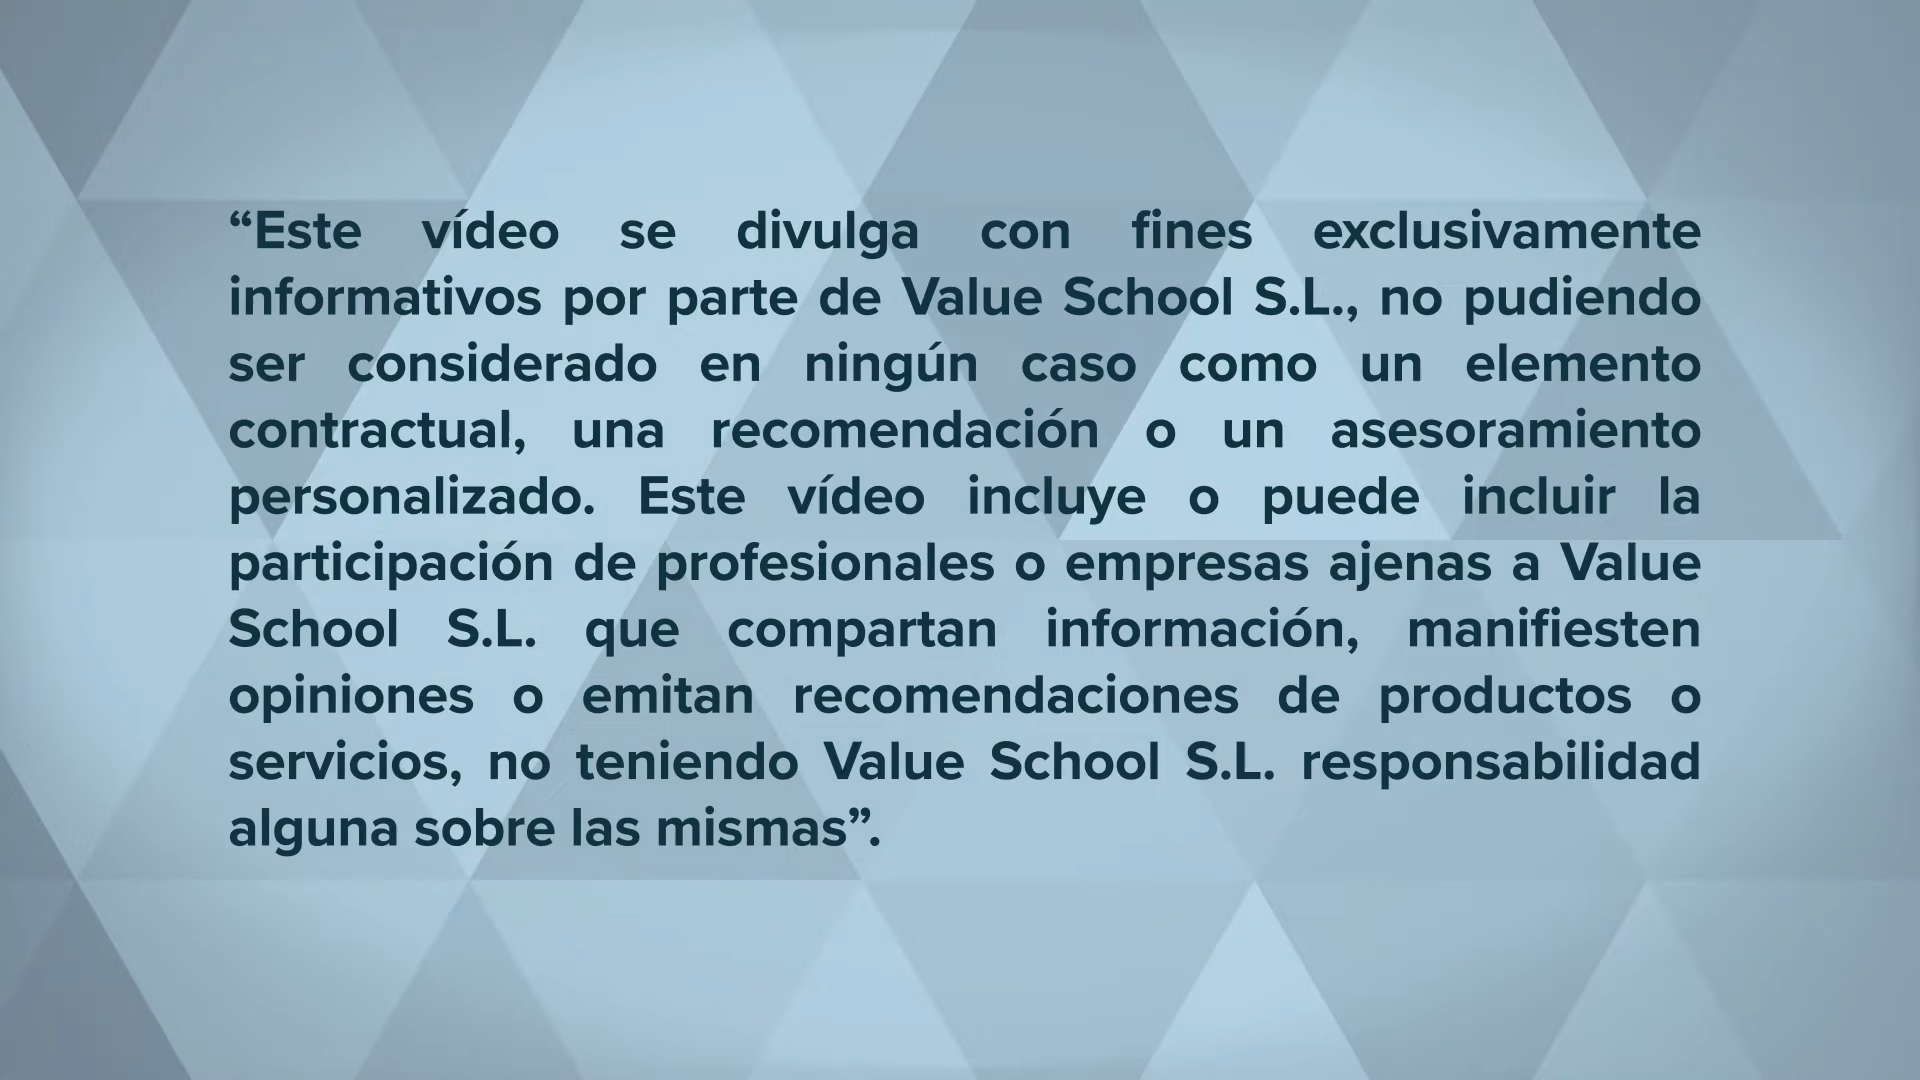 “Este vídeo se divulga con fines exclusivamente
informativos por parte de Value School S.L., no pudiendo
ser considerado en ningún caso como un elemento
contractual, una recomendación o un asesoramiento
personalizado. Este vídeo incluye o puede incluir la
participación de profesionales o empresas ajenas a Value
School S.L. que compartan información, manifiesten
opiniones o emitan recomendaciones de productos o
servicios, no teniendo Value School S.L. responsabilidad
alguna sobre las mismas”.